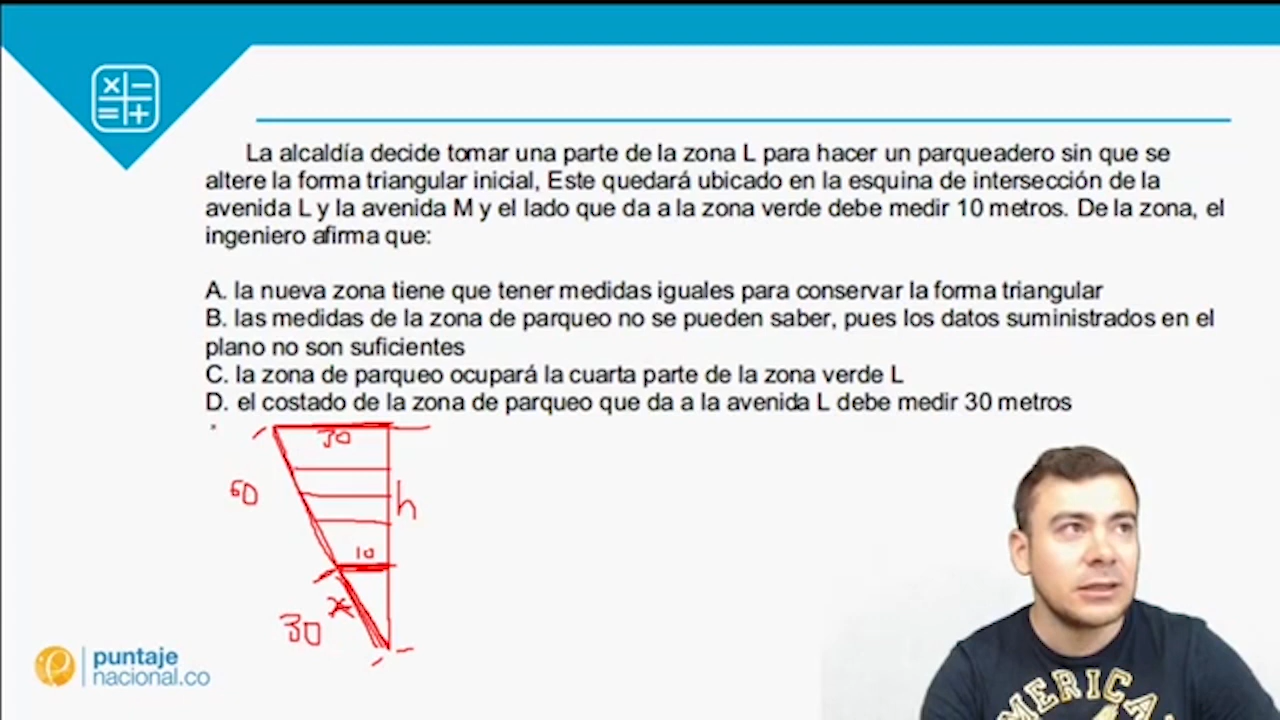 La alcaldía decide tomar una parte de la zona L para hacer un parqueadero sin que se
altere la forma triangular inicial, Este quedará ubicado en la esquina de intersección de la
avenida L y la avenida M y el lado que da a la zona verde debe medir 10 metros. De la zona, el
ingeniero afirma que:
A. la nueva zona tiene que tener medidas iguales para conservar la forma triangular
B. las medidas de la zona de parqueo no se pueden saber, pues los datos suministrados en el
plano no son suficientes
C. la zona de parqueo ocupará la cuarta parte de la zona verde L
D. el costado de la zona de parqueo que da a la avenida L debe medir 30 metros
30
60
h
10
x
30
puntaje
nacional.co
MERICA